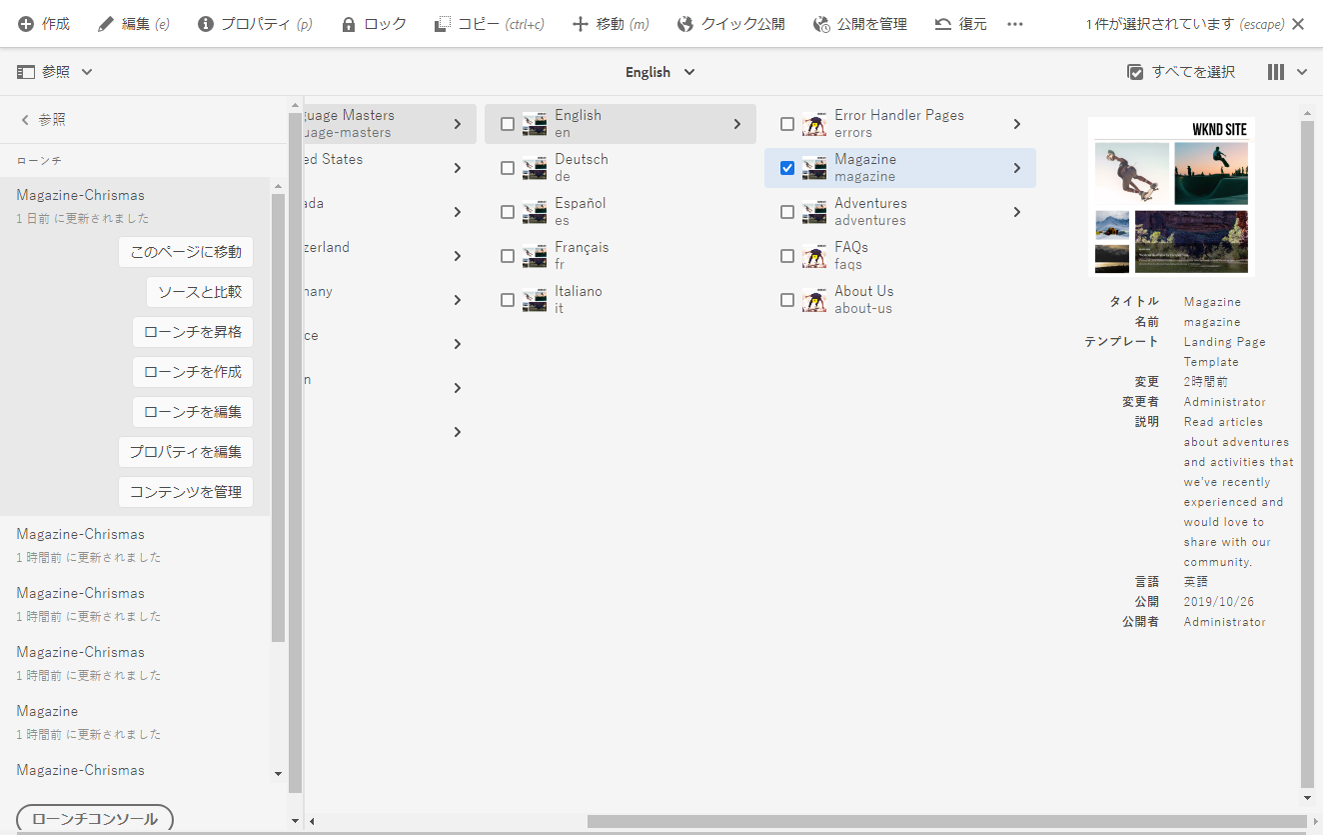 作成
編集 (e)
プロパティ (p)
ロック
コピー (ctrl+c)
移動 (m)
クイック公開
公開を管理
復元
1 件が選択されています (escape)
参照
English
すべてを選択
参照
ローンチ
Magazine-Chrismas
1 日前 に更新されました
このページに移動
ソースと比較
ローンチを昇格
ローンチを作成
ローンチを編集
プロパティを編集
コンテンツを管理
Magazine-Chrismas
1 時間前 に更新されました
Magazine-Chrismas
1 時間前 に更新されました
Magazine-Chrismas
1 時間前 に更新されました
Magazine
1 時間前 に更新されました
Magazine-Chrismas
ローンチコンソール
guage Masters
uage-masters
ed States
ada
zerland
many
ce
n
English
en
Deutsch
de
Español
es
Français
fr
Italiano
it
Error Handler Pages
errors
Magazine
magazine
Adventures
adventures
FAQs
faqs
About Us
about-us
WKND SITE
タイトル Magazine
名前 magazine
テンプレート Landing Page
Template
変更 2時間前
変更者 Administrator
説明 Read articles
about adventures
and activities that
we've recently
experienced and
would love to
share with our
community.
言語 英語
公開 2019/10/26
公開者 Administrator